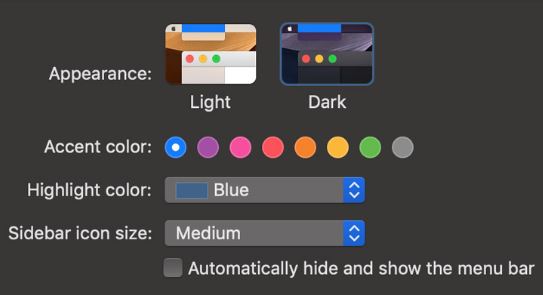 Appearance:
Light Dark
Accent color:
Highlight color: Blue
Sidebar icon size: Medium
Automatically hide and show the menu bar